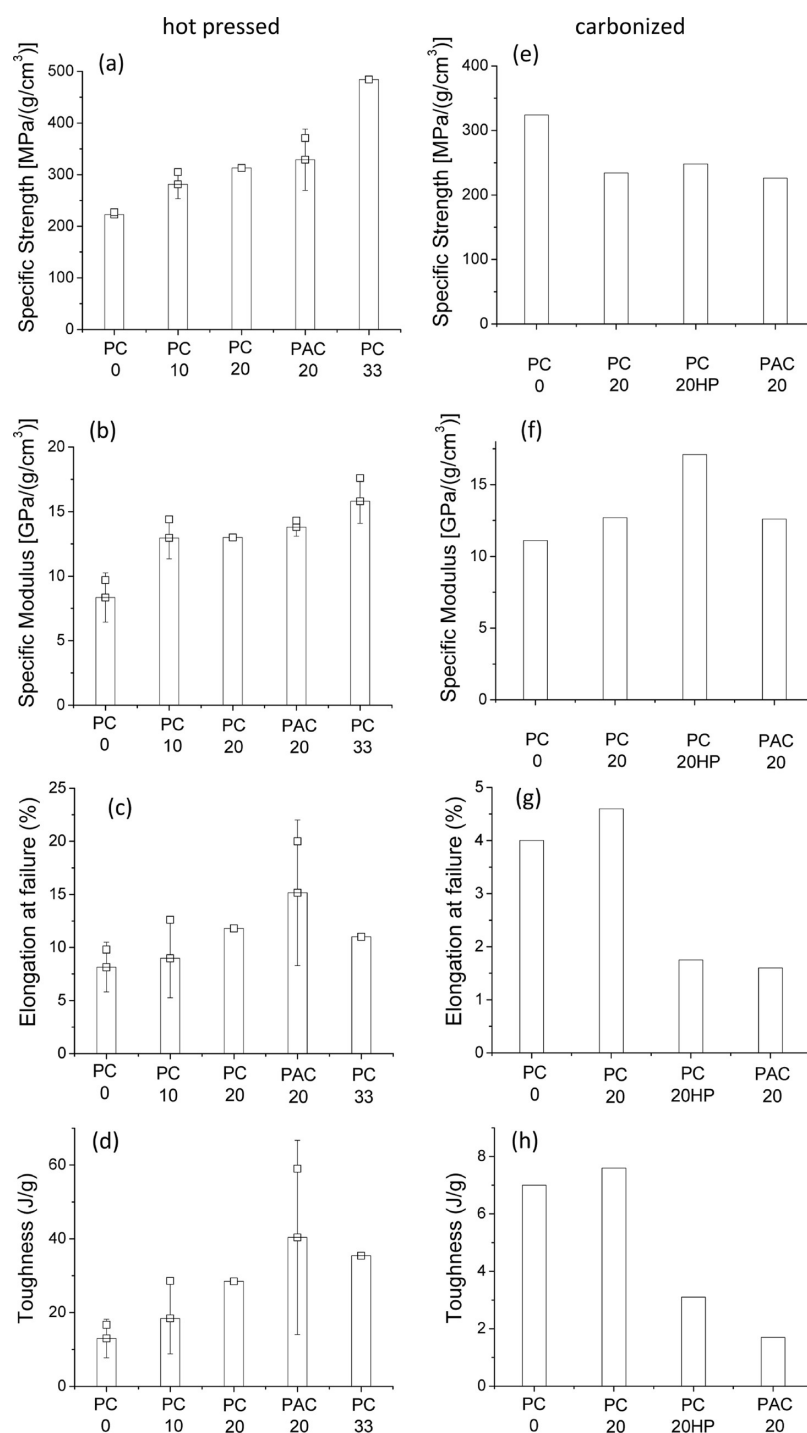 hot pressed
carbonized
(a)
Specific Strength [MPa/(g/cm³)]
500
400
300
200
100
0
PC PC PC PAC PC
0 10 20 20 33
(e)
Specific Strength [MPa/(g/cm³)]
400
300
200
100
0
PC PC PC PAC
0 20 20HP 20
(b)
Specific Modulus [GPa/(g/cm³)]
20
15
10
5
0
PC PC PC PAC PC
0 10 20 20 33
(f)
Specific Modulus [GPa/(g/cm³)]
15
10
5
0
PC PC PC PAC
0 20 20HP 20
(c)
Elongation at failure (%)
25
20
15
10
5
0
PC PC PC PAC PC
0 10 20 20 33
(g)
Elongation at failure (%)
5
4
3
2
1
0
PC PC PC PAC
0 20 20HP 20
(d)
Toughness (J/g)
60
40
20
0
PC PC PC PAC PC
0 10 20 20 33
(h)
Toughness (J/g)
8
6
4
2
0
PC PC PC PAC
0 20 20HP 20